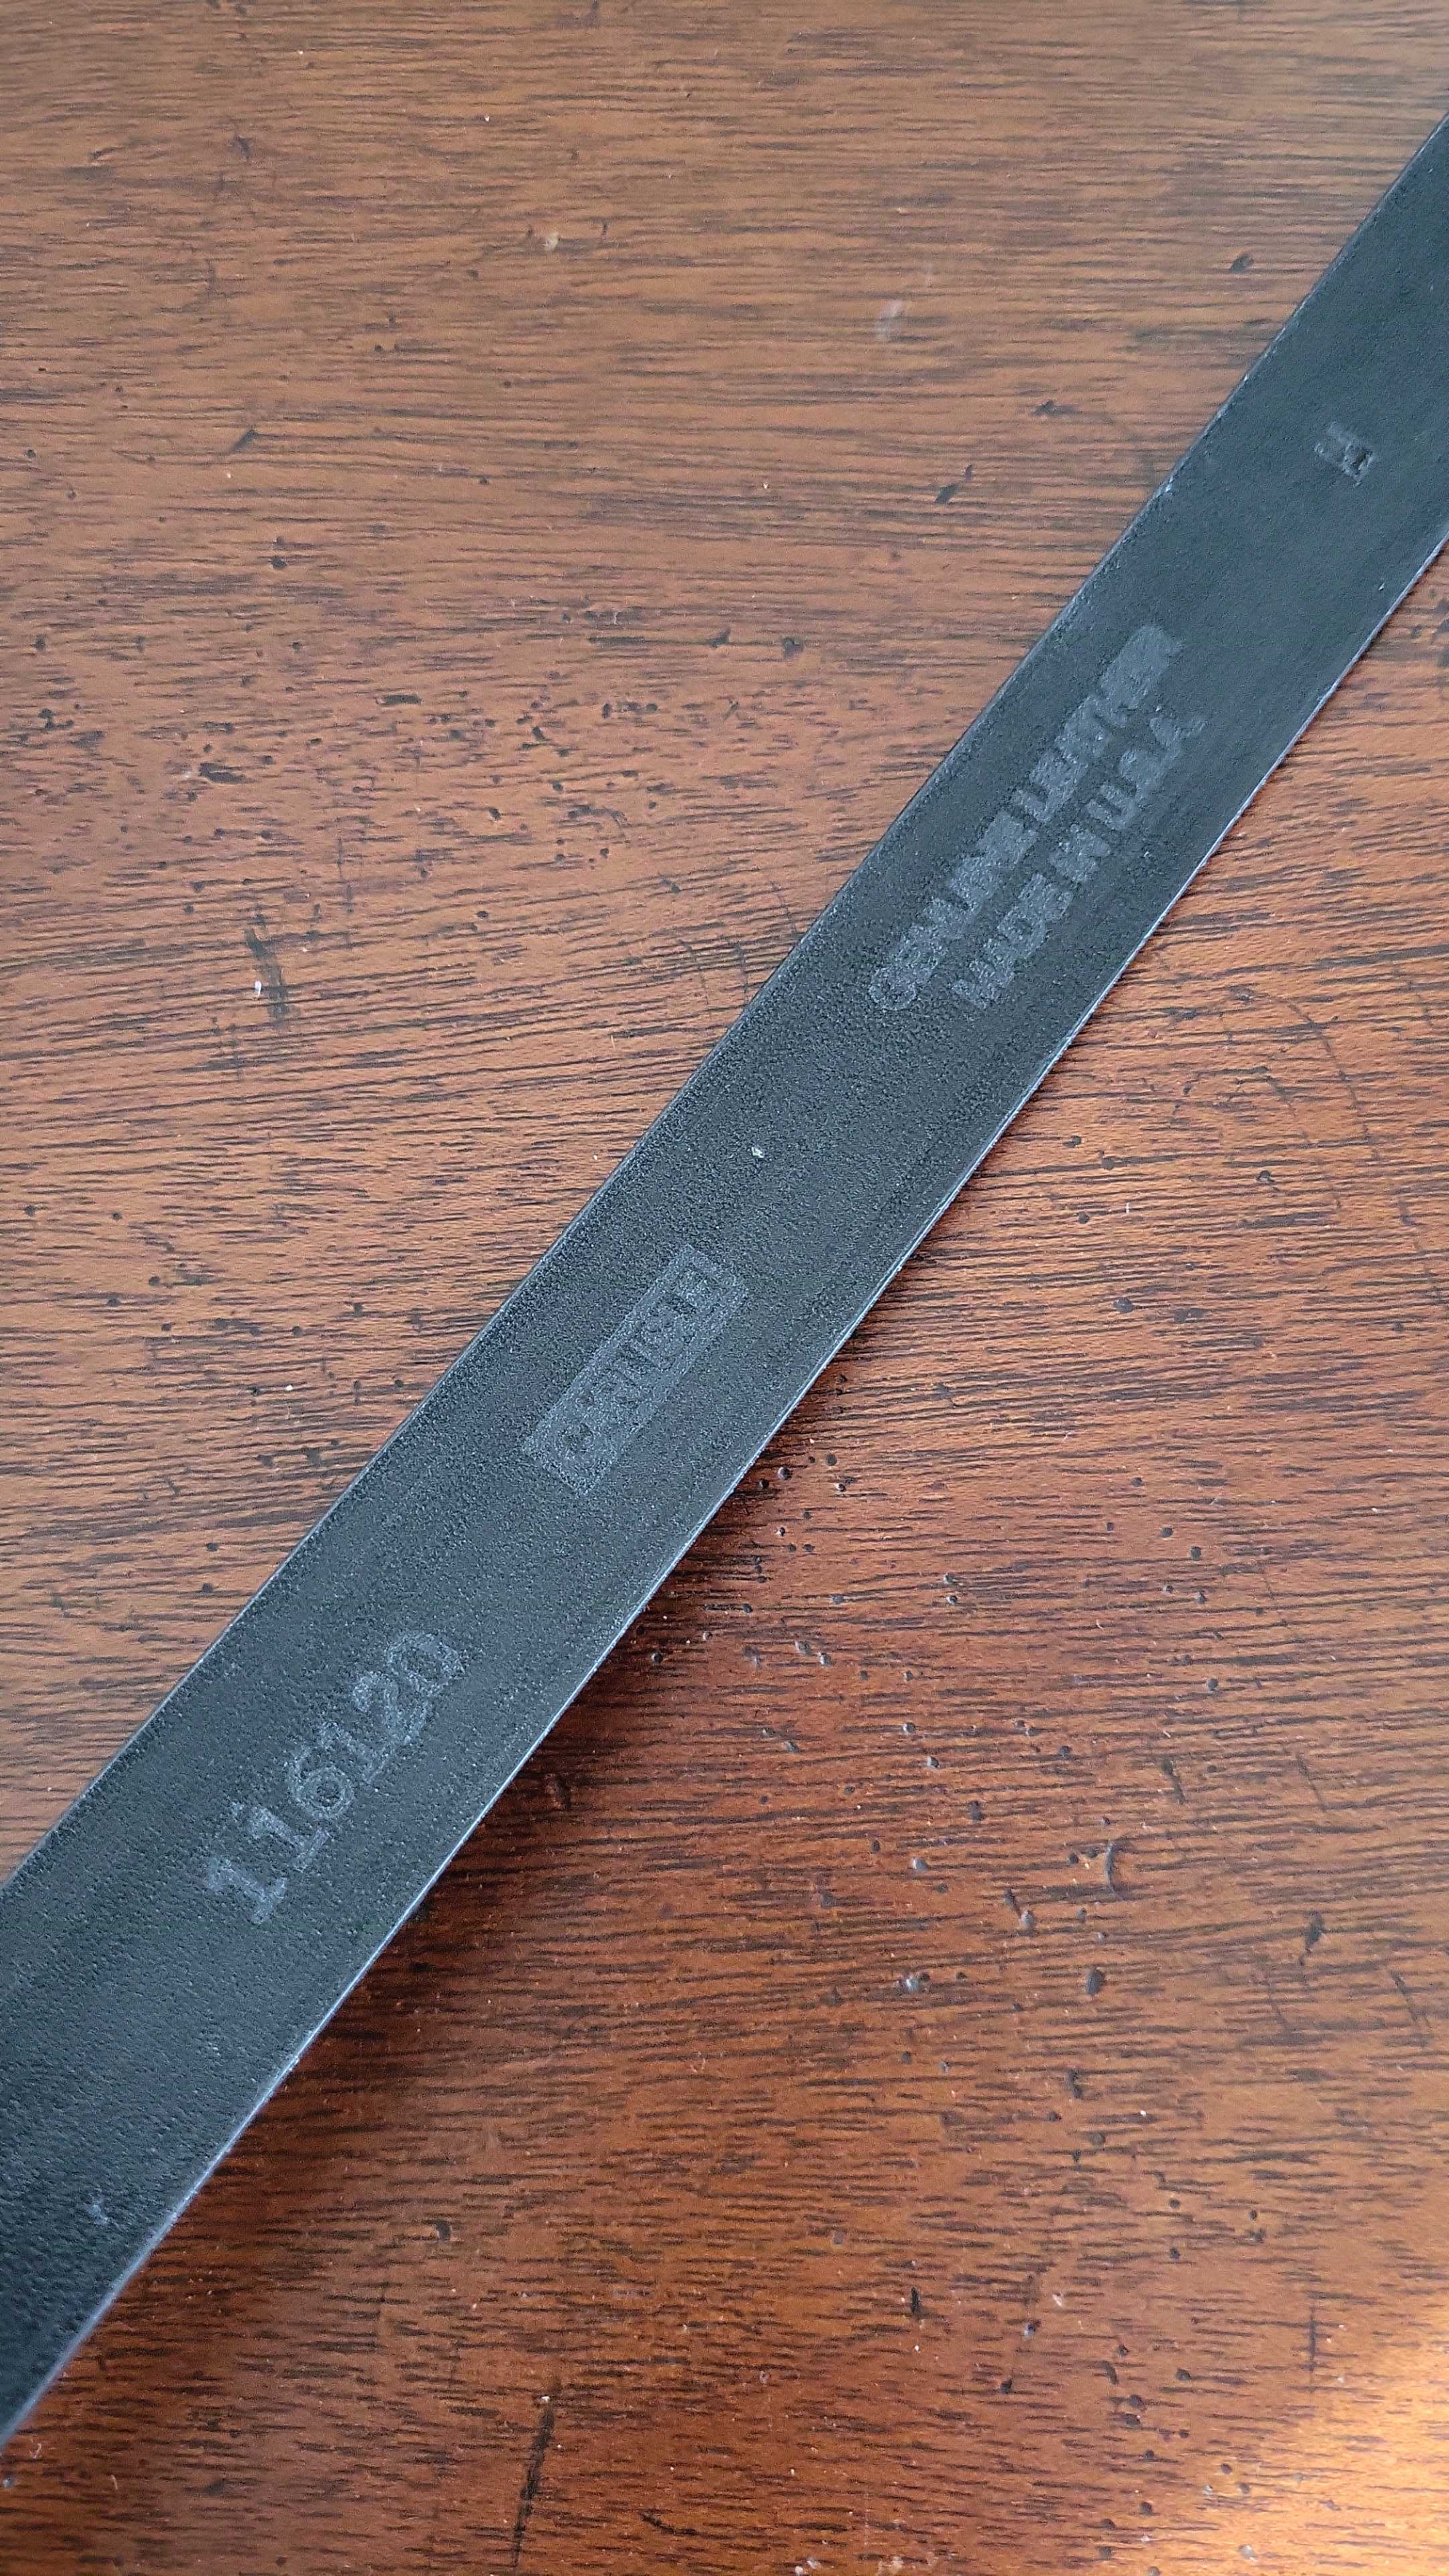 116120
GENUINE LEATHER
MADE IN U.S.A.